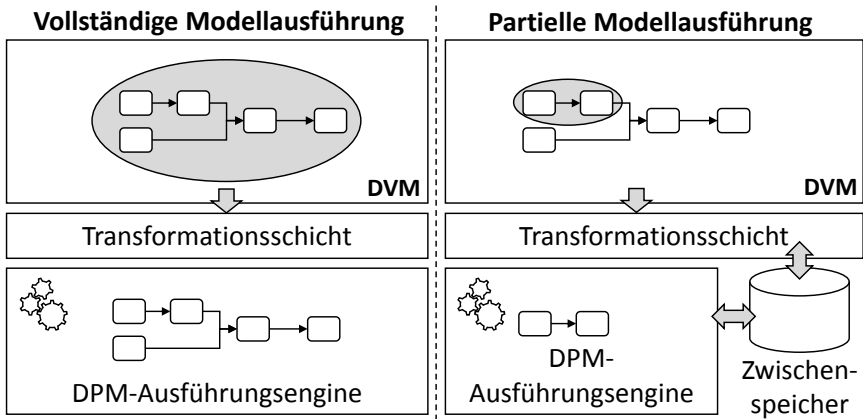 Vollständige Modellausführung
DVM
Transformationsschicht
DPM-Ausführungsengine
Partielle Modellausführung
DVM
Transformationsschicht
DPM-
Ausführungsengine
Zwischen-
speicher